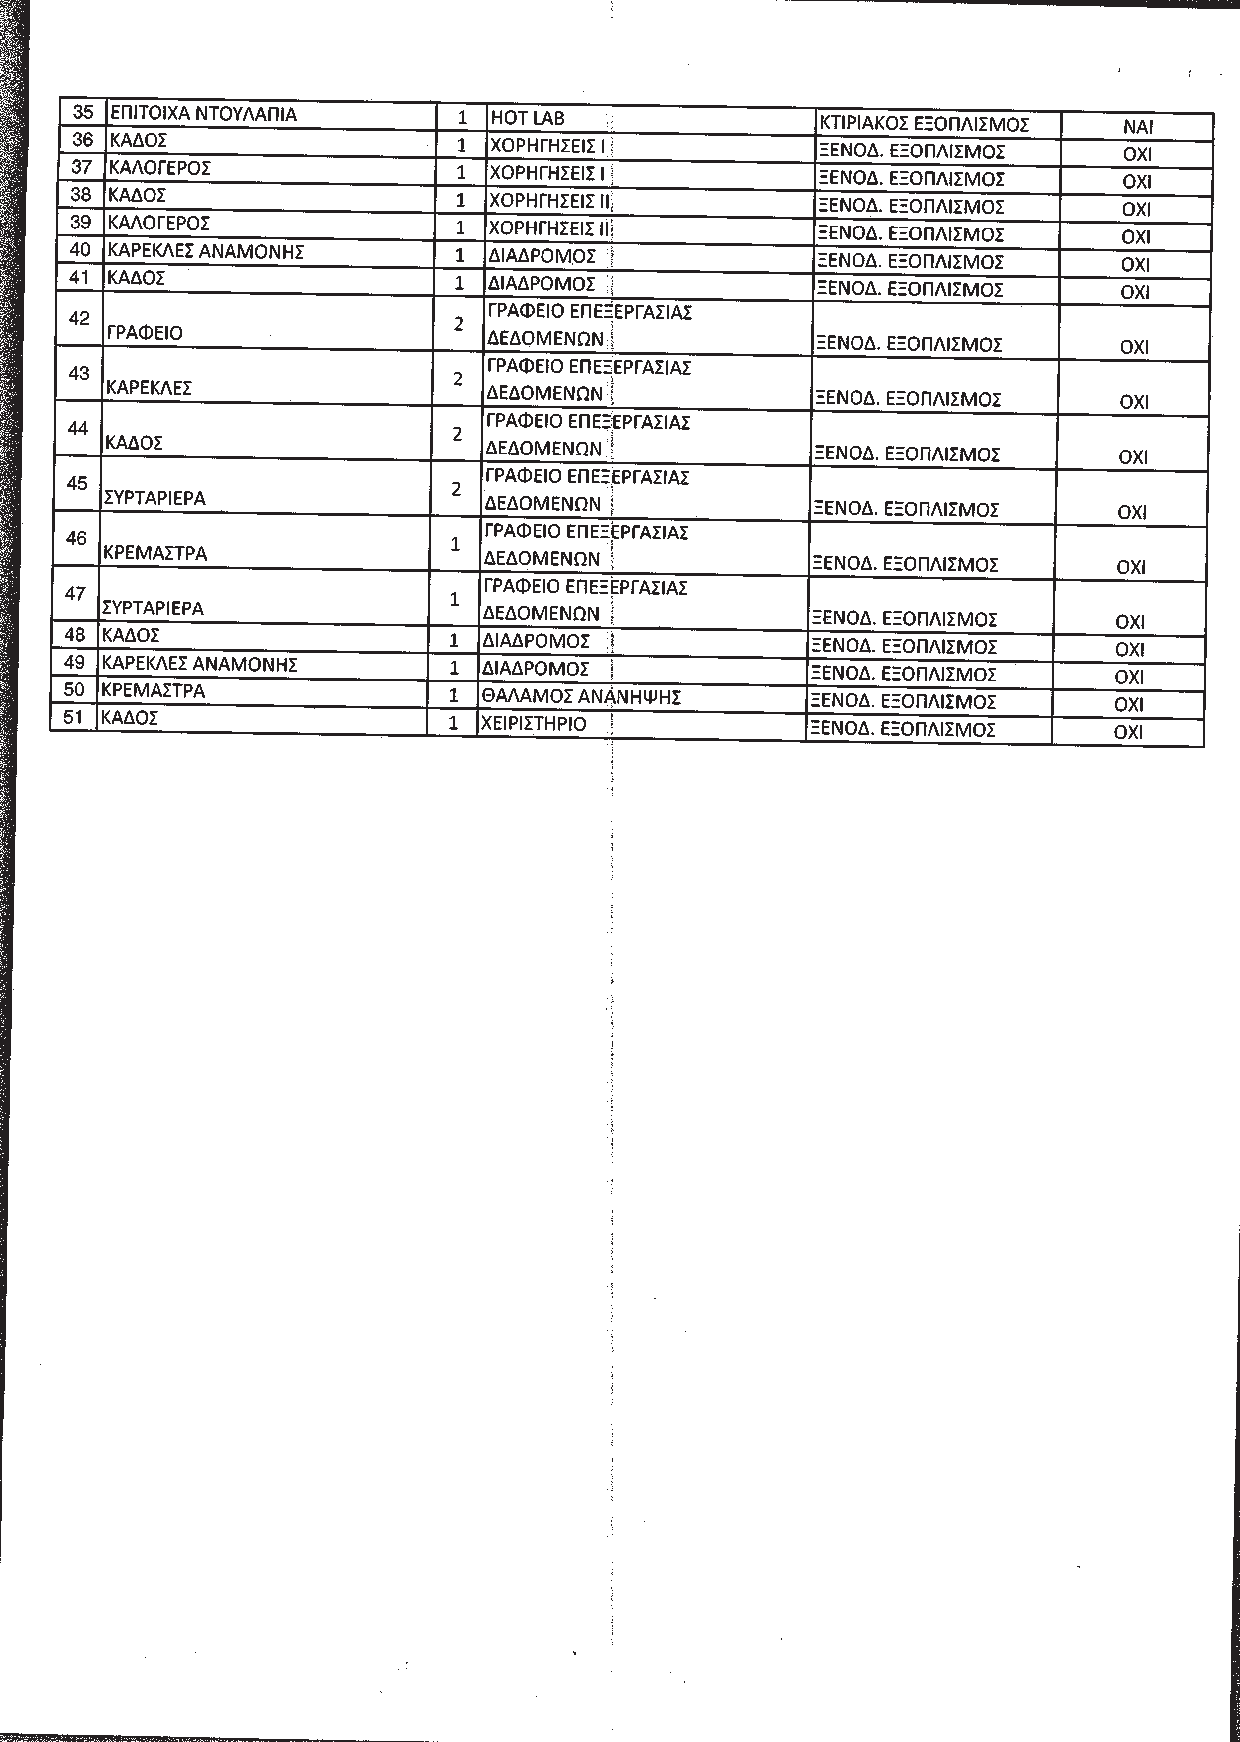 35 ΕΠΙΤΟΙΧΑ ΝΤΟΥΛΑΠΙΑ 1 HOT LAB ΚΤΙΡΙΑΚΟΣ ΕΞΟΠΛΙΣΜΟΣ ΝΑΙ
36 ΚΑΔΟΣ 1 ΧΟΡΗΓΗΣΕΙΣ Ι ΞΕΝΟΔ. ΕΞΟΠΛΙΣΜΟΣ ΟΧΙ
37 ΚΑΛΟΓΕΡΟΣ 1 ΧΟΡΗΓΗΣΕΙΣ Ι ΞΕΝΟΔ. ΕΞΟΠΛΙΣΜΟΣ ΟΧΙ
38 ΚΑΔΟΣ 1 ΧΟΡΗΓΗΣΕΙΣ ΙΙ ΞΕΝΟΔ. ΕΞΟΠΛΙΣΜΟΣ ΟΧΙ
39 ΚΑΛΟΓΕΡΟΣ 1 ΧΟΡΗΓΗΣΕΙΣ ΙΙ ΞΕΝΟΔ. ΕΞΟΠΛΙΣΜΟΣ ΟΧΙ
40 ΚΑΡΕΚΛΕΣ ΑΝΑΜΟΝΗΣ 1 ΔΙΑΔΡΟΜΟΣ ΞΕΝΟΔ. ΕΞΟΠΛΙΣΜΟΣ ΟΧΙ
41 ΚΑΔΟΣ 1 ΔΙΑΔΡΟΜΟΣ ΞΕΝΟΔ. ΕΞΟΠΛΙΣΜΟΣ ΟΧΙ
42 ΓΡΑΦΕΙΟ 2 ΓΡΑΦΕΙΟ ΕΠΕΞΕΡΓΑΣΙΑΣ
ΔΕΔΟΜΕΝΩΝ ΞΕΝΟΔ. ΕΞΟΠΛΙΣΜΟΣ ΟΧΙ
43 ΚΑΡΕΚΛΕΣ 2 ΓΡΑΦΕΙΟ ΕΠΕΞΕΡΓΑΣΙΑΣ
ΔΕΔΟΜΕΝΩΝ ΞΕΝΟΔ. ΕΞΟΠΛΙΣΜΟΣ ΟΧΙ
44 ΚΑΔΟΣ 2 ΓΡΑΦΕΙΟ ΕΠΕΞΕΡΓΑΣΙΑΣ
ΔΕΔΟΜΕΝΩΝ ΞΕΝΟΔ. ΕΞΟΠΛΙΣΜΟΣ ΟΧΙ
45 ΣΥΡΤΑΡΙΕΡΑ 2 ΓΡΑΦΕΙΟ ΕΠΕΞΕΡΓΑΣΙΑΣ
ΔΕΔΟΜΕΝΩΝ ΞΕΝΟΔ. ΕΞΟΠΛΙΣΜΟΣ ΟΧΙ
46 ΚΡΕΜΑΣΤΡΑ 1 ΓΡΑΦΕΙΟ ΕΠΕΞΕΡΓΑΣΙΑΣ
ΔΕΔΟΜΕΝΩΝ ΞΕΝΟΔ. ΕΞΟΠΛΙΣΜΟΣ ΟΧΙ
47 ΣΥΡΤΑΡΙΕΡΑ 1 ΓΡΑΦΕΙΟ ΕΠΕΞΕΡΓΑΣΙΑΣ
ΔΕΔΟΜΕΝΩΝ ΞΕΝΟΔ. ΕΞΟΠΛΙΣΜΟΣ ΟΧΙ
48 ΚΑΔΟΣ 1 ΔΙΑΔΡΟΜΟΣ ΞΕΝΟΔ. ΕΞΟΠΛΙΣΜΟΣ ΟΧΙ
49 ΚΑΡΕΚΛΕΣ ΑΝΑΜΟΝΗΣ 1 ΔΙΑΔΡΟΜΟΣ ΞΕΝΟΔ. ΕΞΟΠΛΙΣΜΟΣ ΟΧΙ
50 ΚΡΕΜΑΣΤΡΑ 1 ΘΑΛΑΜΟΣ ΑΝΑΝΗΨΗΣ ΞΕΝΟΔ. ΕΞΟΠΛΙΣΜΟΣ ΟΧΙ
51 ΚΑΔΟΣ 1 ΧΕΙΡΙΣΤΗΡΙΟ ΞΕΝΟΔ. ΕΞΟΠΛΙΣΜΟΣ ΟΧΙ